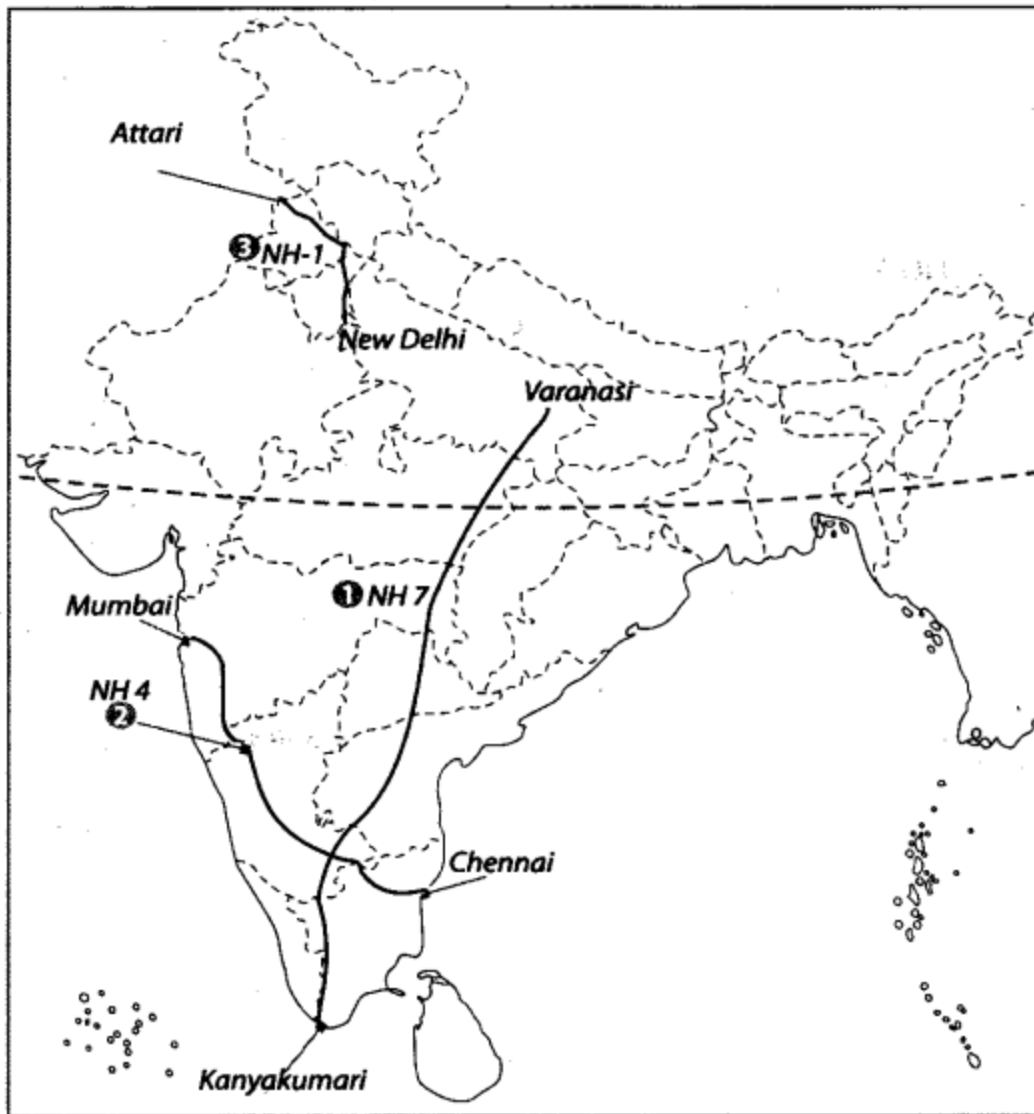 Attari
3 NH-1
New Delhi
Varanasi
1 NH 7
Mumbai
NH 4
2
Chennai
Kanyakumari